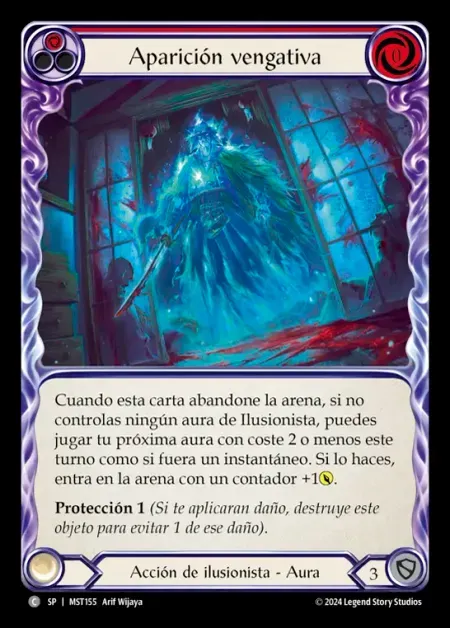 Aparición vengativa
0
Cuando esta carta abandone la arena, si no
controlas ningún aura de Ilusionista, puedes
jugar tu próxima aura con coste 2 o menos este
turno como si fuera un instantáneo. Si lo haces,
entra en la arena con un contador +1.
Protección 1 (Si te aplicaran daño, destruye este
objeto para evitar 1 de ese daño).
Acción de ilusionista - Aura
3
C SP | MST155 Arif Wijaya
© 2024 Legend Story Studios